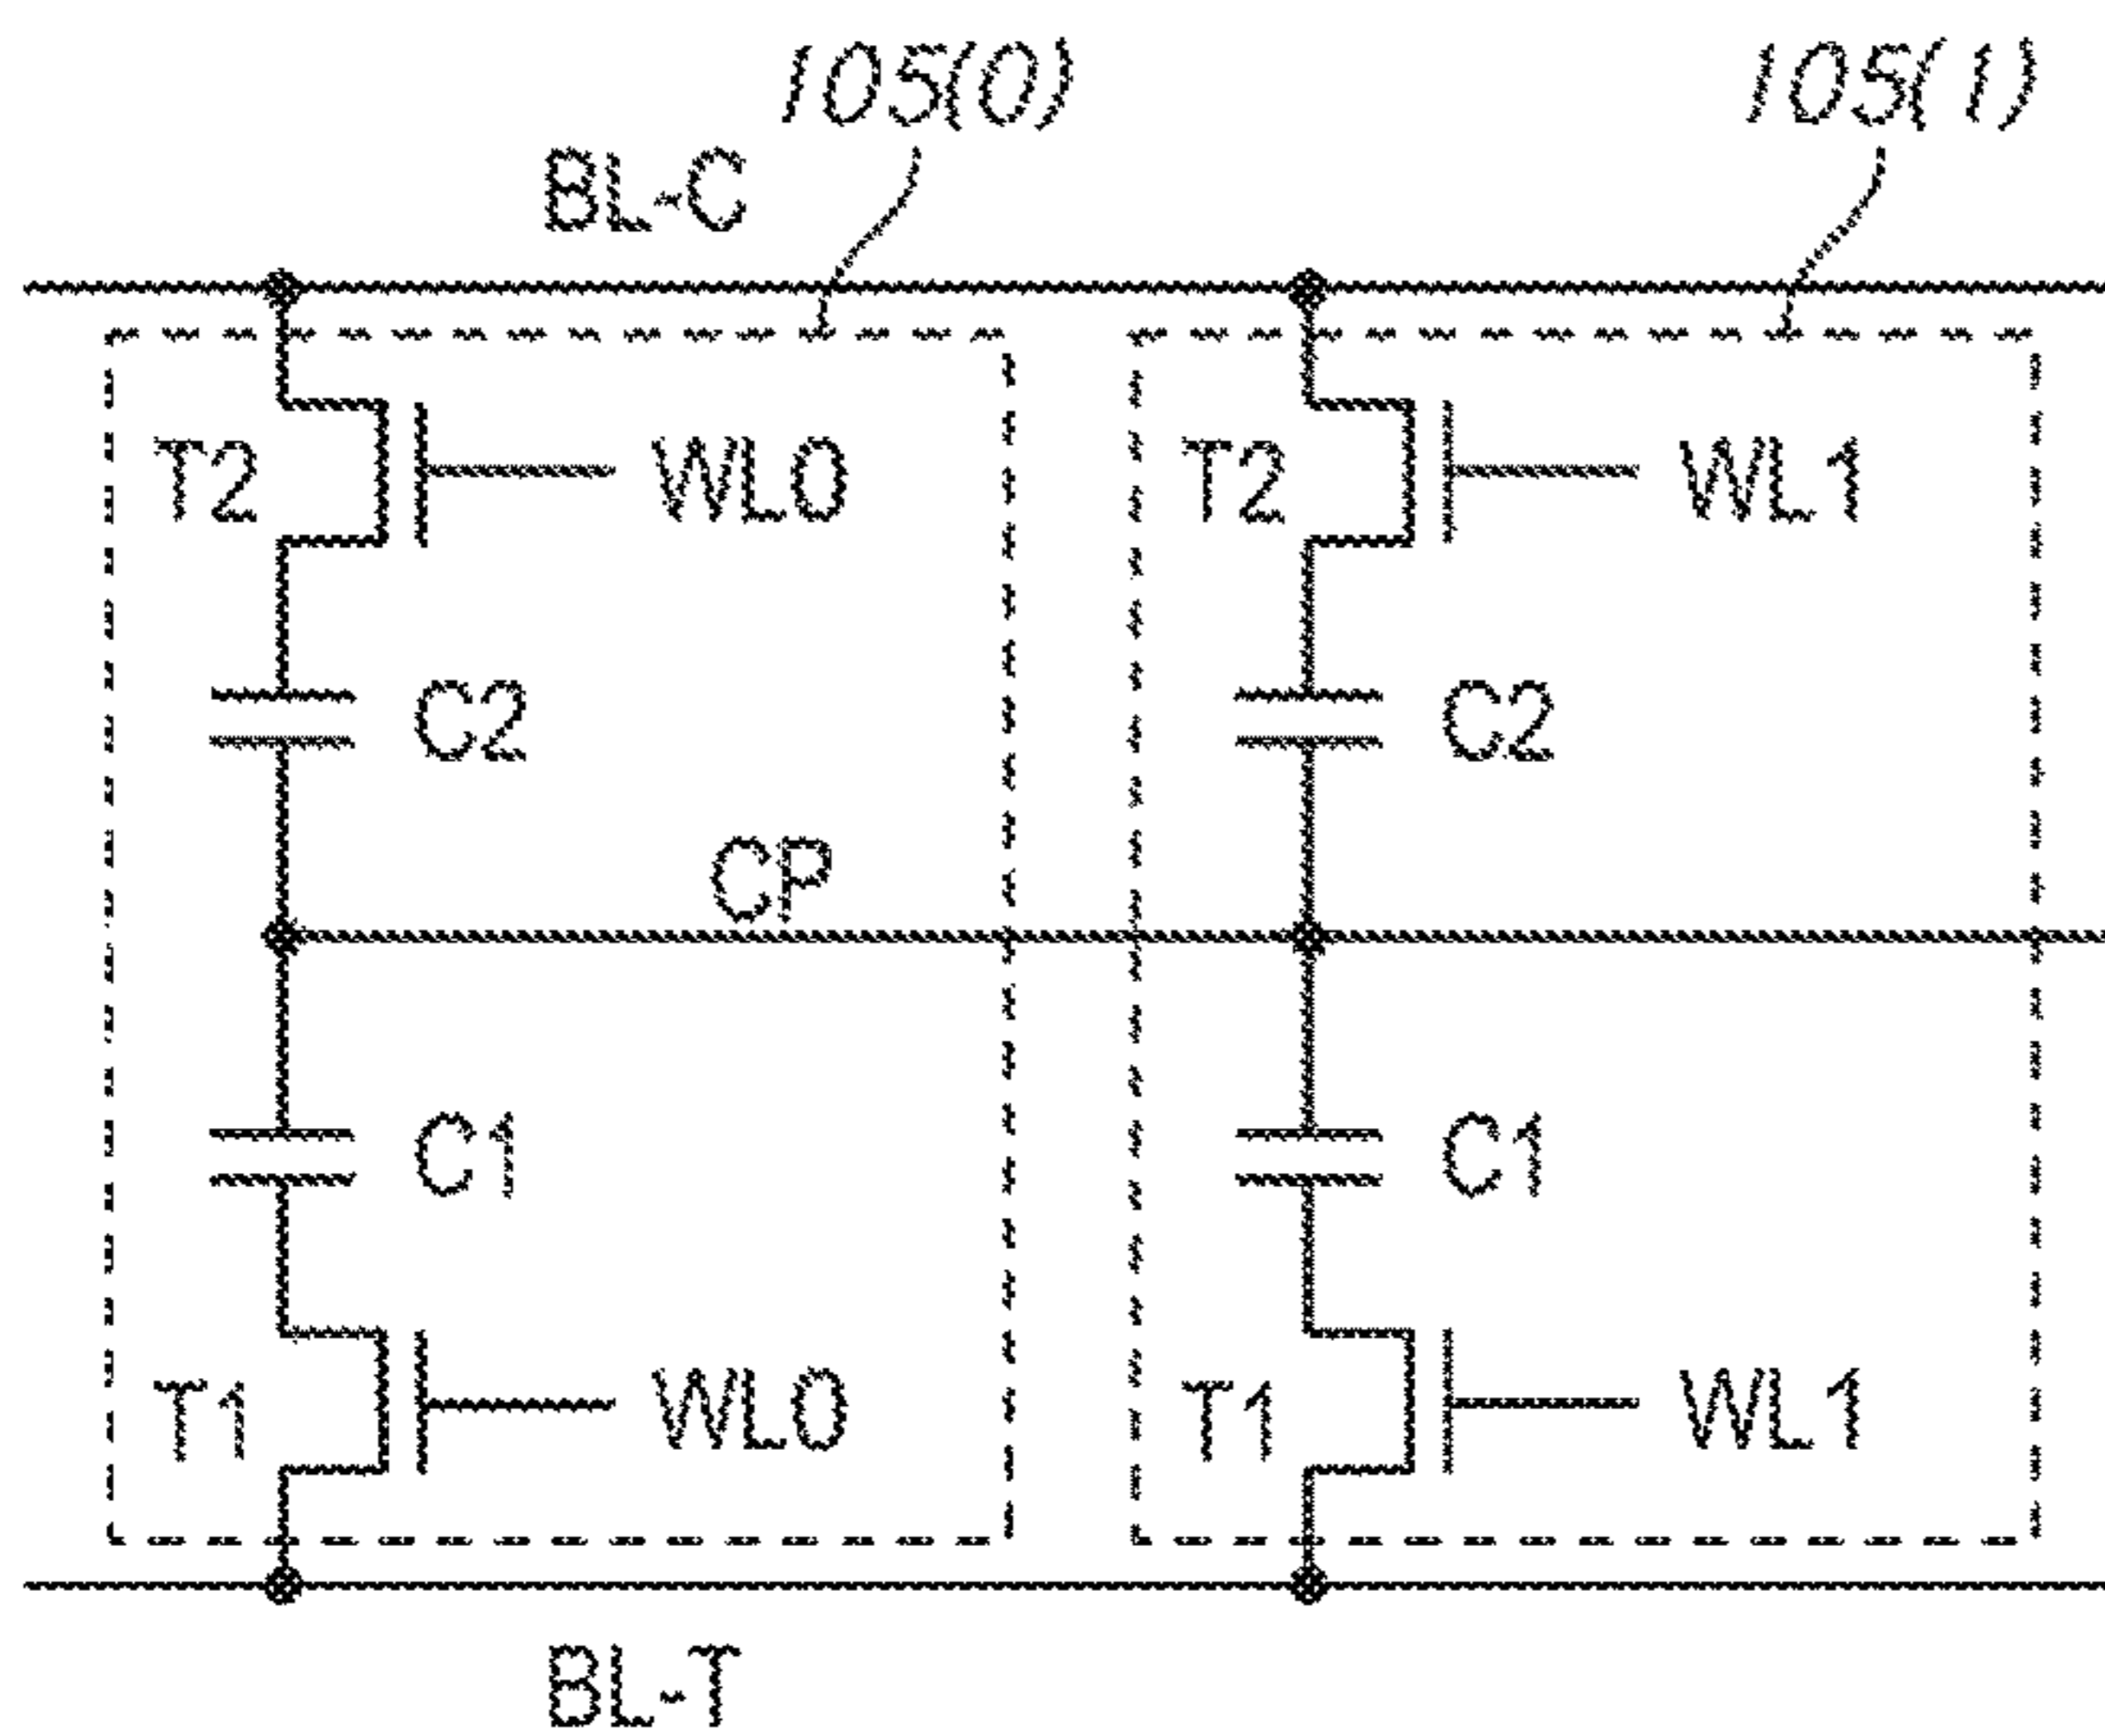 105(0) 105(1)
BL-C
T2 WL0 T2 WL1
C2 C2
CP
C1 C1
T1 WL0 T1 WL1
BL-T